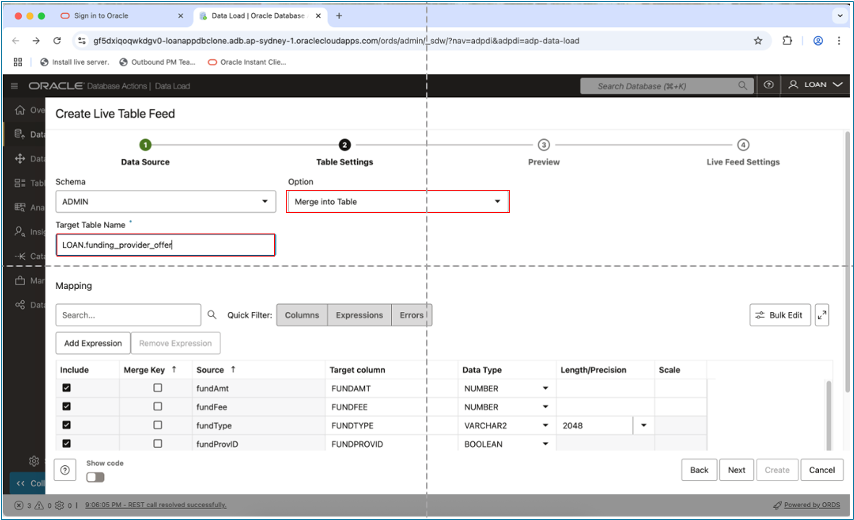 Sign in to Oracle
Data Load | Oracle Database
gf5dxiqoqwkdgv0-loanappdbclone.adb.ap-sydney-1.oraclecloudapps.com/ords/admin/_sdw/?nav=adpdi&adpdi=adp-data-load
Install live server.
Outbound PM Tea...
Oracle Instant Clie...
ORACLE Database Actions | Data Load
Search Database (⌘+K)
LOAN
Ove
Data
Data
Tabl
Ana
Insi
Cata
Mar
Data
Create Live Table Feed
1 2 3 4
Data Source Table Settings Preview Live Feed Settings
Schema Option
ADMIN Merge into Table
Target Table Name *
LOAN.funding_provider_offer
Mapping
Search... Quick Filter: Columns Expressions Errors Bulk Edit
Add Expression Remove Expression
Include Merge Key ↑ Source ↑ Target column Data Type Length/Precision Scale
fundAmt FUNDAMT NUMBER
fundFee FUNDFEE NUMBER
fundType FUNDTYPE VARCHAR2 2048
fundProvID FUNDPROVID BOOLEAN
Show code
Back Next Create Cancel
Coll
3 0 0 | 9:06:05 PM - REST call resolved successfully.
Powered by ORDS